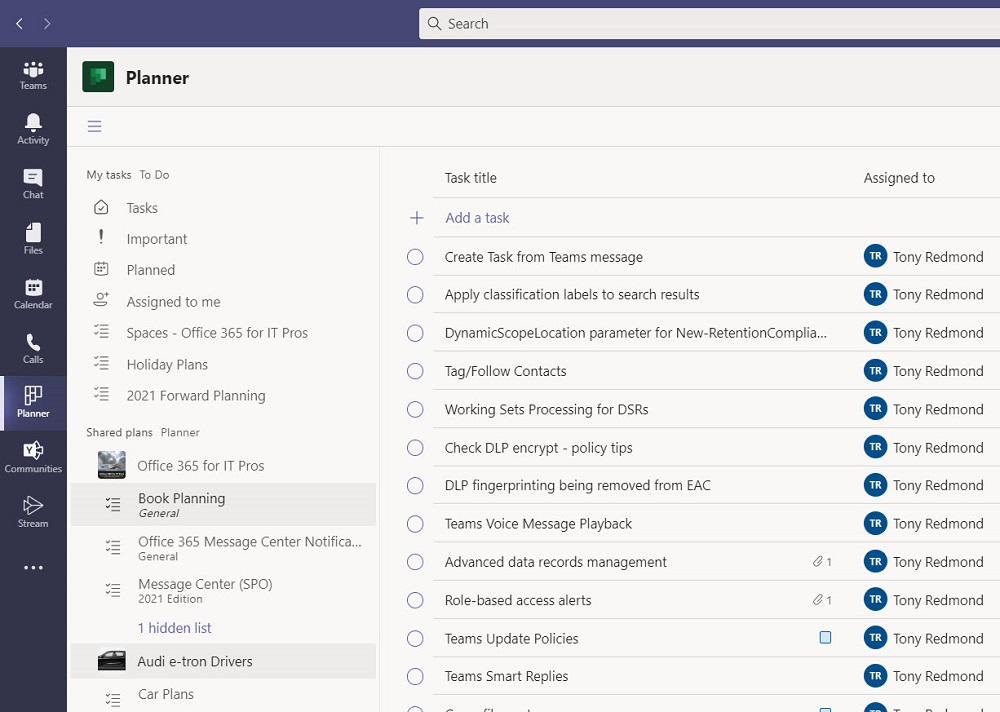 Search
Planner
Teams
Activity
Chat
Files
Calendar
Calls
Planner
Communities
Stream
My tasks To Do
Tasks
Important
Planned
Assigned to me
Spaces - Office 365 for IT Pros
Holiday Plans
2021 Forward Planning
Shared plans Planner
Office 365 for IT Pros
Book Planning
General
Office 365 Message Center Notifica...
General
Message Center (SPO)
2021 Edition
1 hidden list
Audi e-tron Drivers
Car Plans
Task title Assigned to
Add a task
Create Task from Teams message TR Tony Redmond
Apply classification labels to search results TR Tony Redmond
DynamicScopeLocation parameter for New-RetentionComplia... TR Tony Redmond
Tag/Follow Contacts TR Tony Redmond
Working Sets Processing for DSRs TR Tony Redmond
Check DLP encrypt - policy tips TR Tony Redmond
DLP fingerprinting being removed from EAC TR Tony Redmond
Teams Voice Message Playback TR Tony Redmond
Advanced data records management 1 TR Tony Redmond
Role-based access alerts 1 TR Tony Redmond
Teams Update Policies TR Tony Redmond
Teams Smart Replies TR Tony Redmond